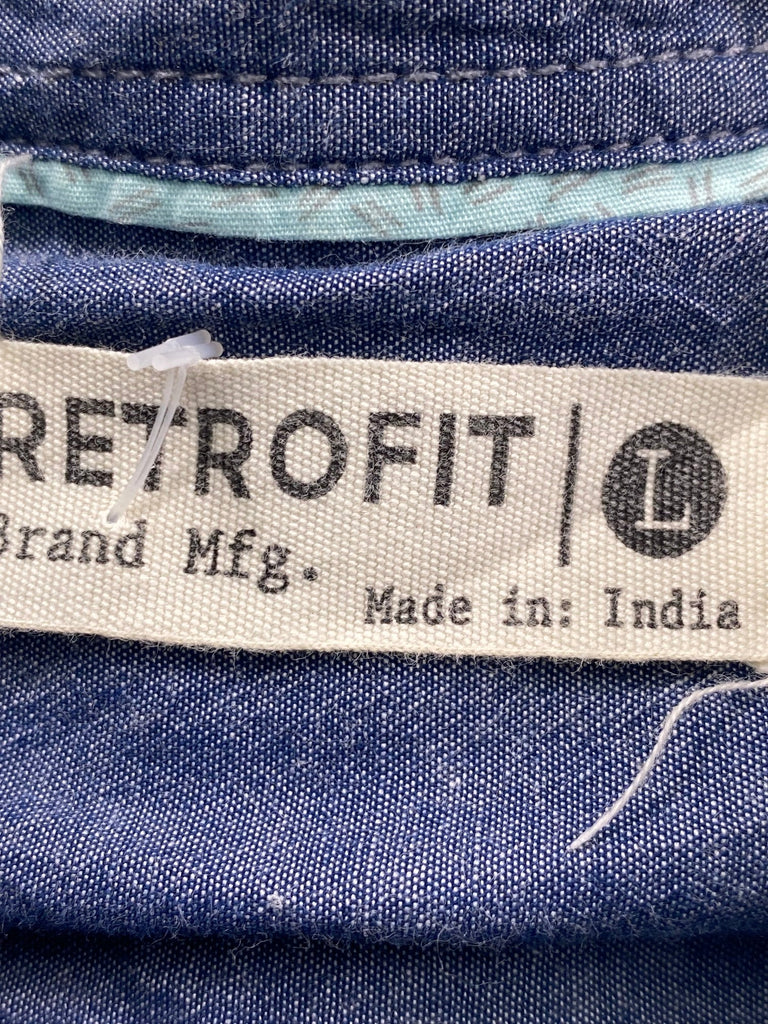 RETROFIT | L
Brand Mfg.
Made in: India